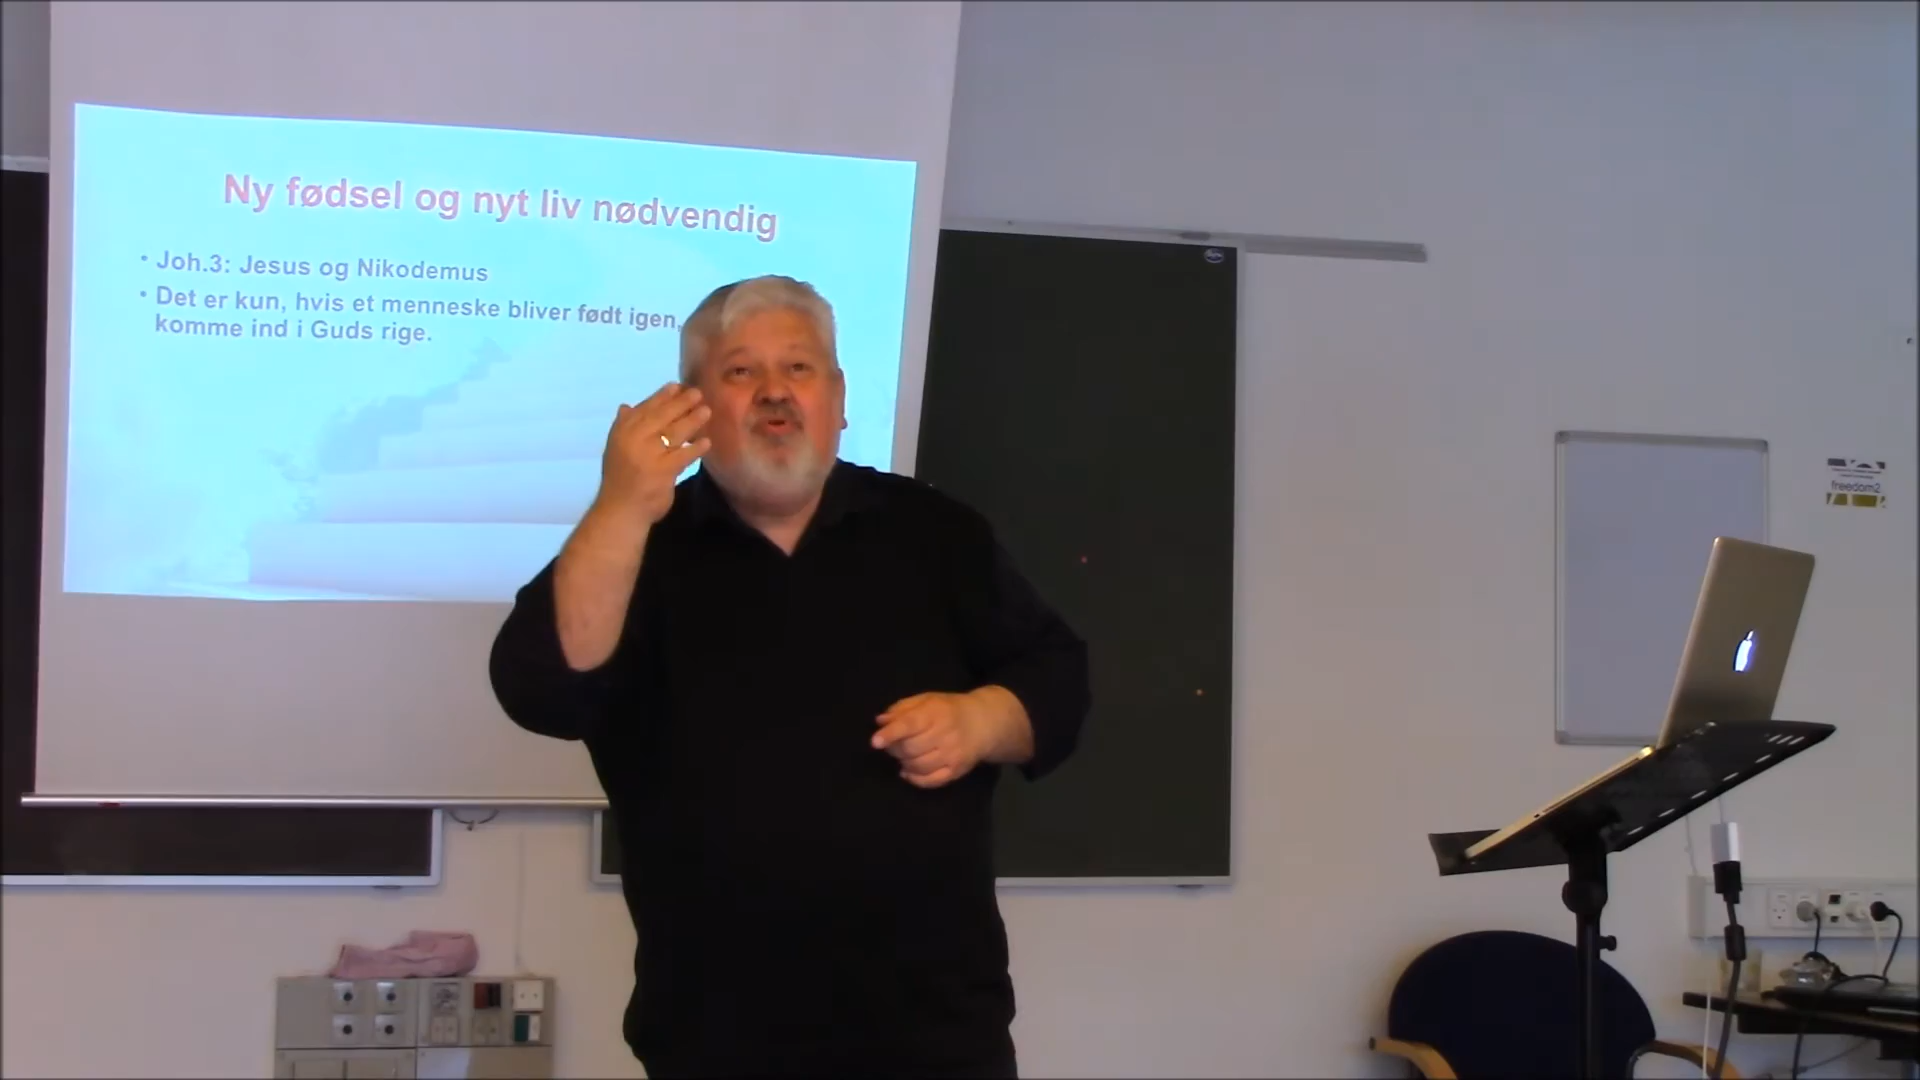 Ny fødsel og nyt liv nødvendig
• Joh.3: Jesus og Nikodemus
• Det er kun, hvis et menneske bliver født igen,
komme ind i Guds rige.
freedom2